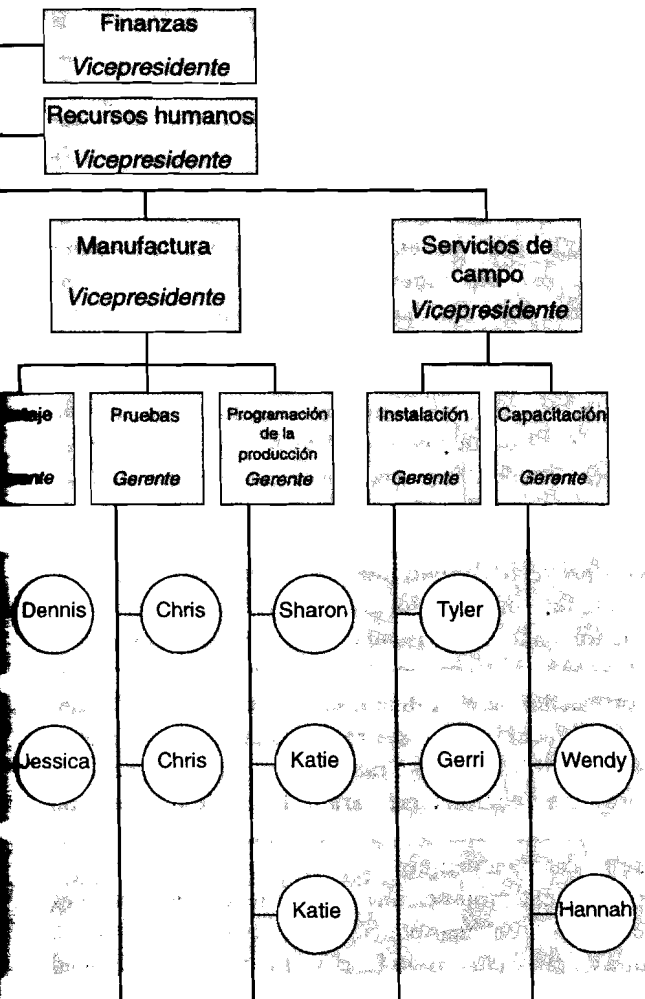 Finanzas
Vicepresidente
Recursos humanos
Vicepresidente
Manufactura
Vicepresidente
Servicios de
campo
Vicepresidente
Pruebas
Gerente
Programación
de la
producción
Gerente
Instalación
Gerente
Capacitación
Gerente
Dennis
Chris
Sharon
Tyler
Jessica
Chris
Katie
Gerri
Wendy
Katie
Hannah